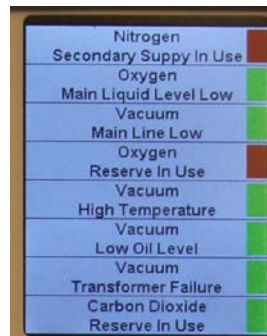 Nitrogen
Secondary Suppy In Use
Oxygen
Main Liquid Level Low
Vacuum
Main Line Low
Oxygen
Reserve In Use
Vacuum
High Temperature
Vacuum
Low Oil Level
Vacuum
Transformer Failure
Carbon Dioxide
Reserve In Use